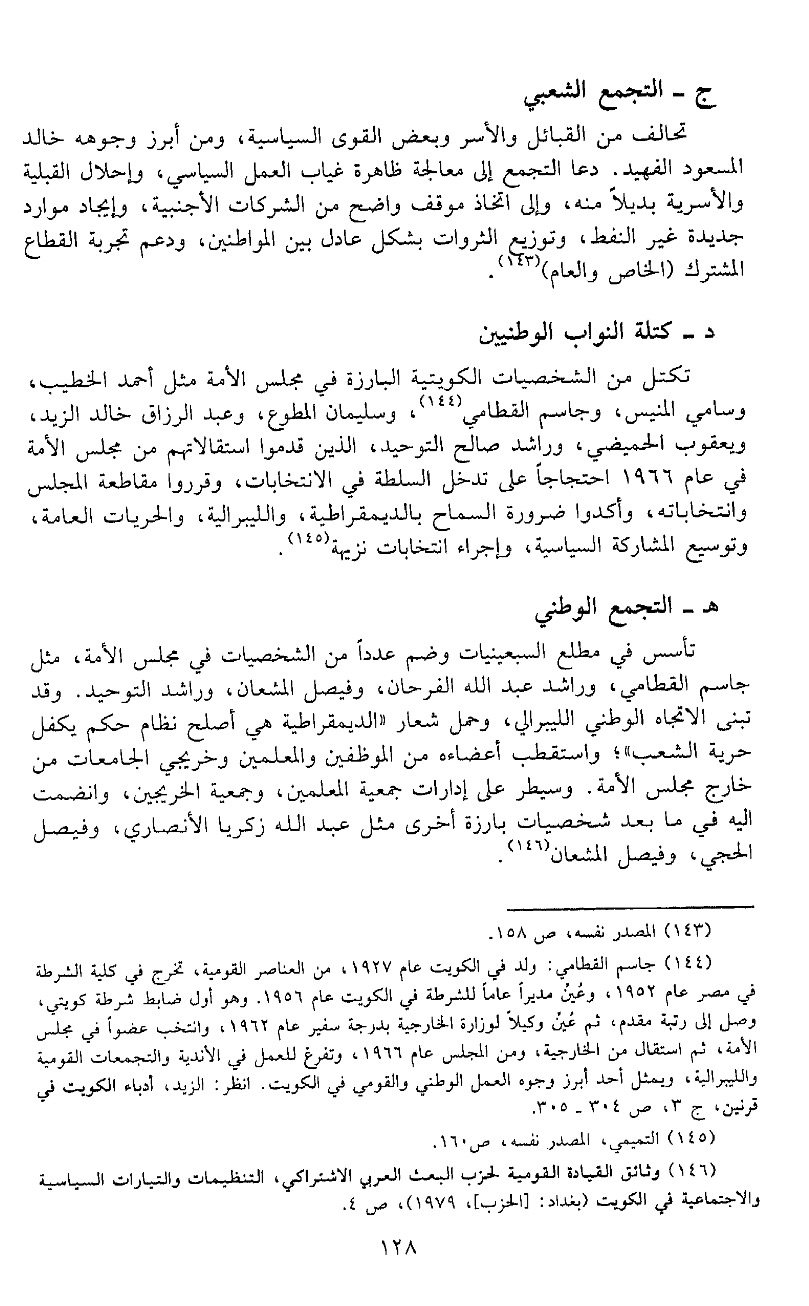 ج ـ التجمع الشعبي
تحالف من القبائل والأسر وبعض القوى السياسية، ومن أبرز وجوهه خالد
المسعود الفهيد. دعا التجمع إلى معالجة ظاهرة غياب العمل السياسي، وإحلال القبلية
والأسرية بديلاً منه، وإلى اتخاذ موقف واضح من الشركات الأجنبية، وإيجاد موارد
جديدة غير النفط، وتوزيع الثروات بشكل عادل بين المواطنين، ودعم تجربة القطاع
المشترك (الخاص والعام)(١٤٣).
د ـ كتلة النواب الوطنيين
تكتل من الشخصيات الكويتية البارزة في مجلس الأمة مثل أحمد الخطيب،
وسامي المنيس، وجاسم القطامي(١٤٤)، وسليمان المطوع، وعبد الرزاق خالد الزيد،
ويعقوب الحميضي، وراشد صالح التوحيد، الذين قدموا استقالاتهم من مجلس الأمة
في عام ١٩٦٦ احتجاجاً على تدخل السلطة في الانتخابات، وقرروا مقاطعة المجلس
وانتخاباته، وأكدوا ضرورة السماح بالديمقراطية، والليبرالية، والحريات العامة،
وتوسيع المشاركة السياسية، وإجراء انتخابات نزيهة(١٤٥).
هـ ـ التجمع الوطني
تأسس في مطلع السبعينيات وضم عدداً من الشخصيات في مجلس الأمة، مثل
جاسم القطامي، وراشد عبد الله الفرحان، وفيصل المشعان، وراشد التوحيد. وقد
تبنى الاتجاه الوطني الليبرالي، وحمل شعار «الديمقراطية هي أصلح نظام حكم يكفل
حرية الشعب»؛ واستقطب أعضاءه من الموظفين والمعلمين وخريجي الجامعات من
خارج مجلس الأمة. وسيطر على إدارات جمعية المعلمين، وجمعية الخريجين، وانضمت
اليه في ما بعد شخصيات بارزة أخرى مثل عبد الله زكريا الأنصاري، وفيصل
الحجي، وفيصل المشعان(١٤٦).
(١٤٣) المصدر نفسه، ص ١٥٨.
(١٤٤) جاسم القطامي: ولد في الكويت عام ١٩٢٧، من العناصر القومية، تخرج في كلية الشرطة
في مصر عام ١٩٥٢، وعُينْ مديراً عاماً للشرطة في الكويت عام ١٩٥٦. وهو أول ضابط شرطة كويتي،
وصل إلى رتبة مقدم، ثم عُينْ وكيلاً لوزارة الخارجية بدرجة سفير عام ١٩٦٢، وانتخب عضواً في مجلس
الأمة، ثم استقال من الخارجية، ومن المجلس عام ١٩٦٦، وتفرغ للعمل في الأندية والتجمعات القومية
والليبرالية، ويمثل أحد أبرز وجوه العمل الوطني والقومي في الكويت. انظر: الزيد، أدباء الكويت في
قرنين، ج ٣، ص ٣٠٤ ـ ٣٠٥.
(١٤٥) التميمي، المصدر نفسه، ص١٦٠.
(١٤٦) وثائق القيادة القومية لحزب البعث العربي الاشتراكي، التنظيمات والتيارات السياسية
والاجتماعية في الكويت (بغداد: [الحزب]، ١٩٧٩)، ص ٤.
١٢٨